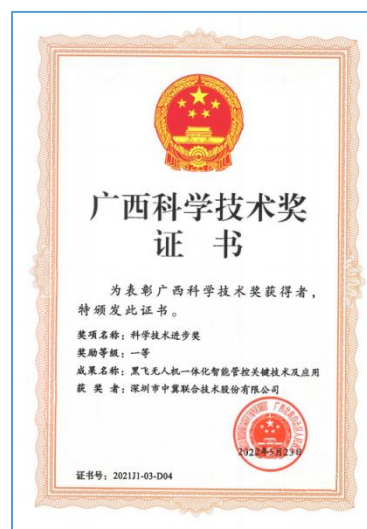 广西科学技术奖
证 书
为表彰广西科学技术奖获得者，
特颁发此证书。
奖项名称：科学技术进步奖
奖励等级：一等
成果名称：黑飞无人机一体化智能管控关键技术及应用
获 奖 者：深圳市中冀联合技术股份有限公司
2022年5月23日
证书号：2021J1-03-D04